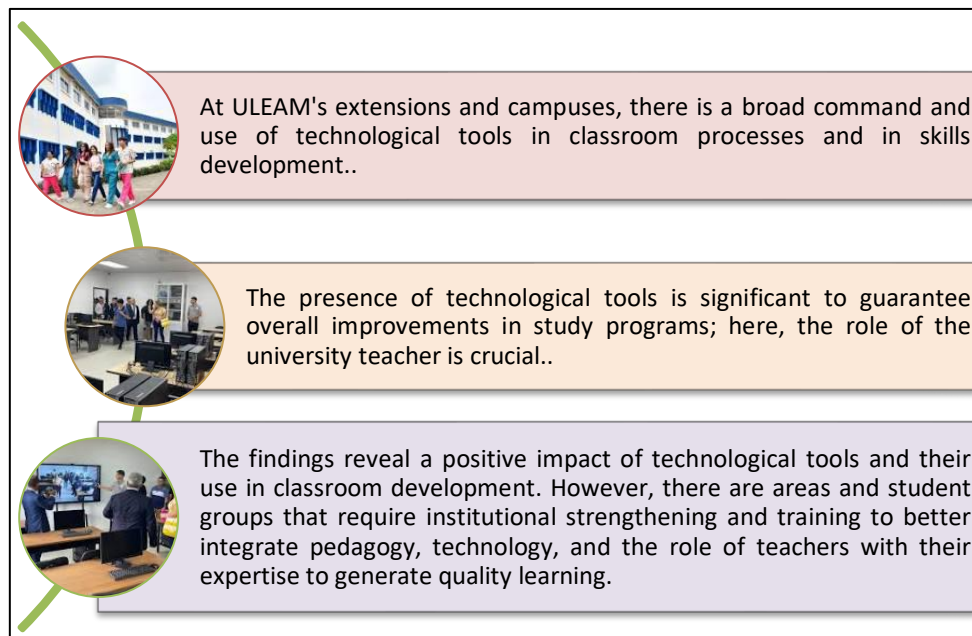 At ULEAM's extensions and campuses, there is a broad command and
use of technological tools in classroom processes and in skills
development..
The presence of technological tools is significant to guarantee
overall improvements in study programs; here, the role of the
university teacher is crucial..
The findings reveal a positive impact of technological tools and their
use in classroom development. However, there are areas and student
groups that require institutional strengthening and training to better
integrate pedagogy, technology, and the role of teachers with their
expertise to generate quality learning.